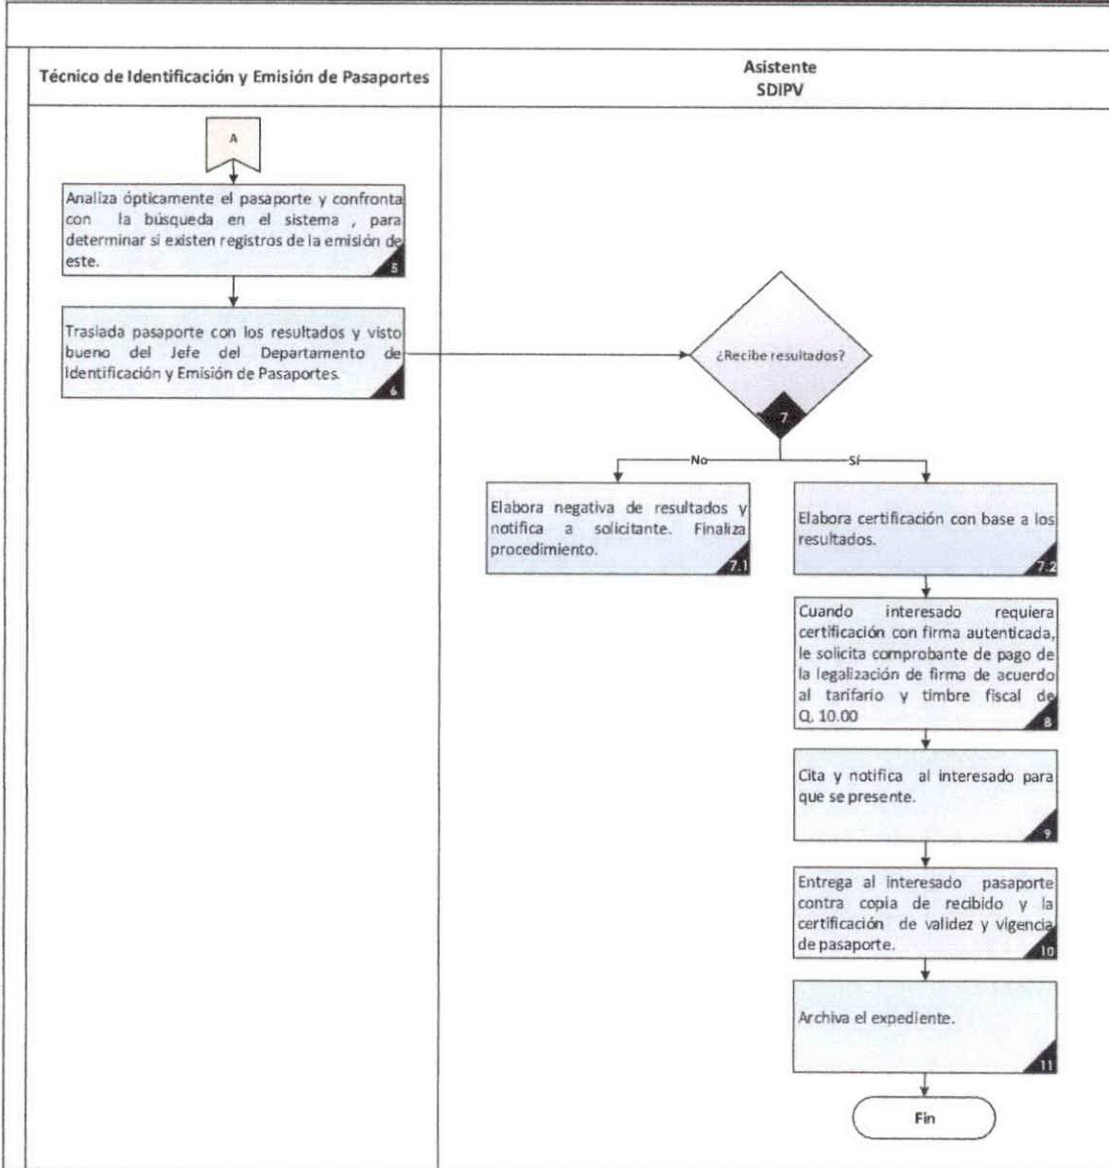 Técnico de Identificación y Emisión de Pasaportes
Asistente
SDIPV
A
Analiza ópticamente el pasaporte y confronta
con la búsqueda en el sistema , para
determinar si existen registros de la emisión de
este.
5
Traslada pasaporte con los resultados y visto
bueno del Jefe del Departamento de
Identificación y Emisión de Pasaportes.
6
¿Recibe resultados?
7
No
Sí
Elabora negativa de resultados y
notifica a solicitante. Finaliza
procedimiento.
7.1
Elabora certificación con base a los
resultados.
7.2
Cuando interesado requiera
certificación con firma autenticada,
le solicita comprobante de pago de
la legalización de firma de acuerdo
al tarifario y timbre fiscal de
Q. 10.00
8
Cita y notifica al interesado para
que se presente.
9
Entrega al interesado pasaporte
contra copia de recibido y la
certificación de validez y vigencia
de pasaporte.
10
Archiva el expediente.
11
Fin